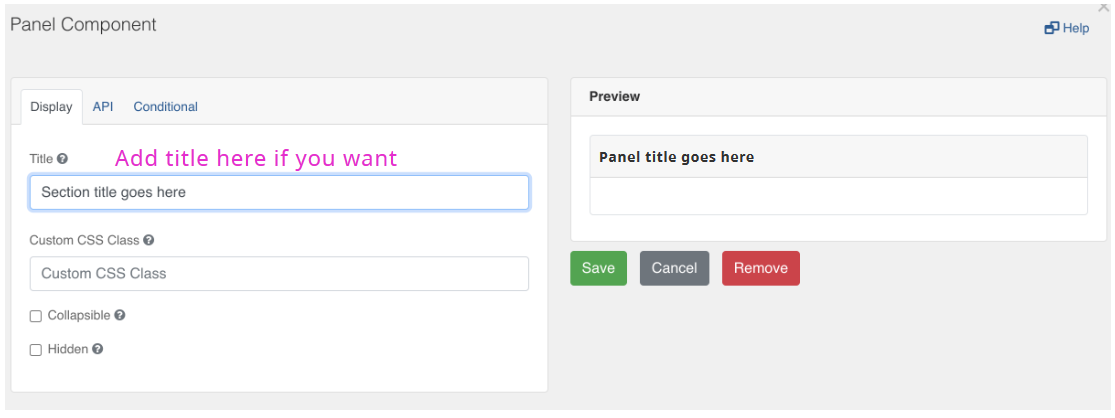 Panel Component
Help
Display API Conditional
Title
Add title here if you want
Section title goes here
Custom CSS Class
Custom CSS Class
Collapsible
Hidden
Preview
Panel title goes here
Save Cancel Remove